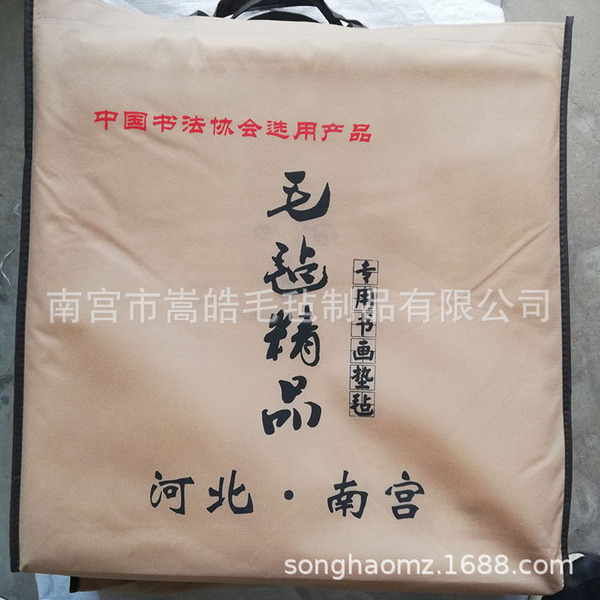 中国书法协会选用产品
毛毡精品
专用书画垫毡
南宫市嵩皓毛毡制品有限公司
河北·南宫
songhaomz.1688.com